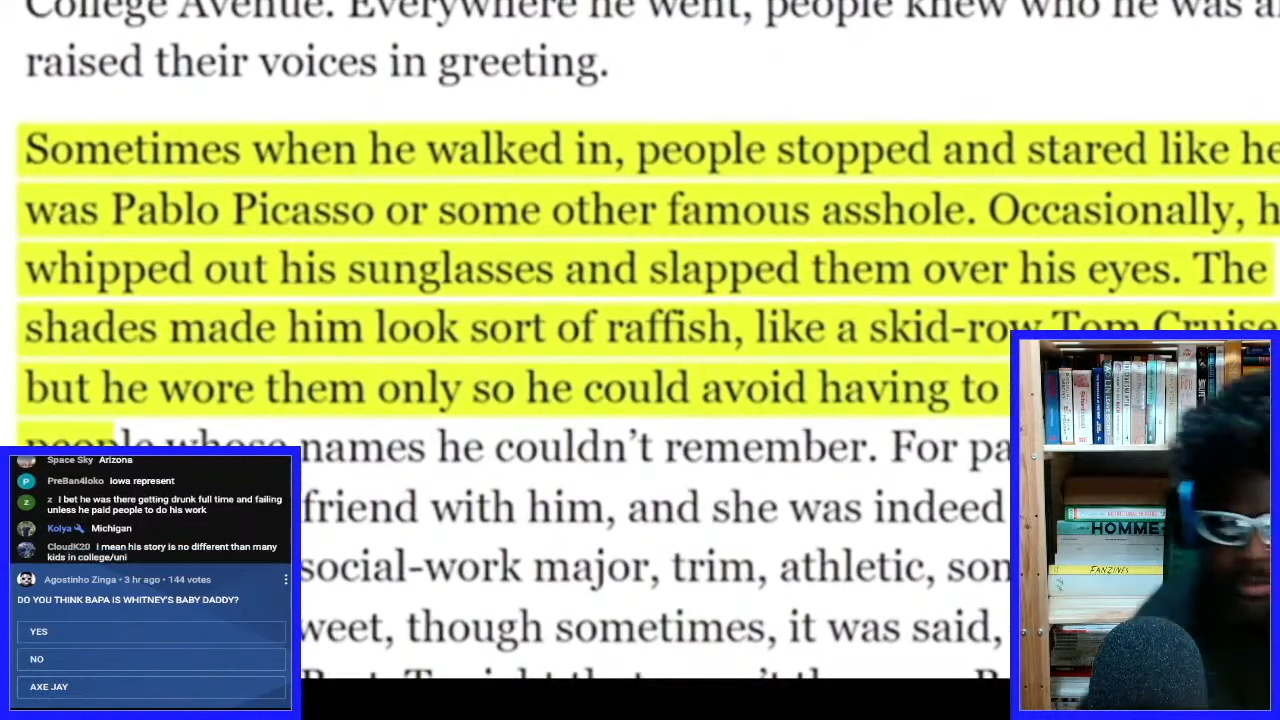 College Avenue. Everywhere he went, people knew who he was a
raised their voices in greeting.
Sometimes when he walked in, people stopped and stared like he
was Pablo Picasso or some other famous asshole. Occasionally, h
whipped out his sunglasses and slapped them over his eyes. The
shades made him look sort of raffish, like a skid-row Tom Cruise
but he wore them only so he could avoid having to
people whose names he couldn't remember. For pa
friend with him, and she was indeed
social-work major, trim, athletic, son
weet, though sometimes, it was said,
Space Sky Arizona
PreBan4loko iowa represent
z I bet he was there getting drunk full time and failing
unless he paid people to do his work
Kolya Michigan
CloudK20 I mean his story is no different than many
kids in college/uni
Agostinho Zinga • 3 hr ago • 144 votes
DO YOU THINK BAPA IS WHITNEY'S BABY DADDY?
YES
NO
AXE JAY
HOMME
FANZINES